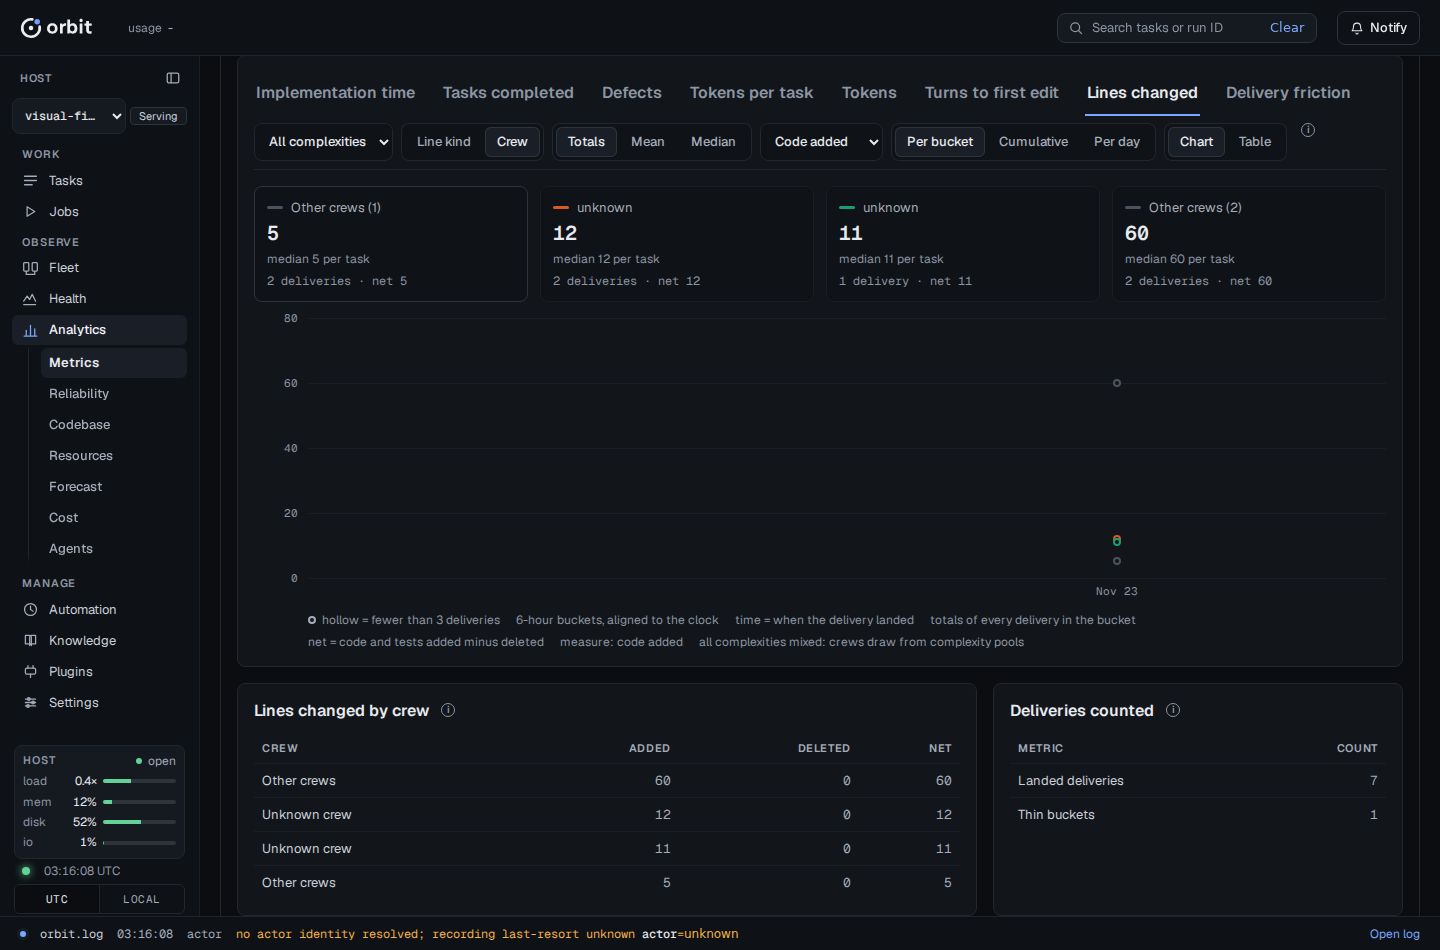 orbit
usage -
Search tasks or run ID
Clear
Notify
HOST
visual-fi…
Serving
WORK
Tasks
Jobs
OBSERVE
Fleet
Health
Analytics
Metrics
Reliability
Codebase
Resources
Forecast
Cost
Agents
MANAGE
Automation
Knowledge
Plugins
Settings
HOST open
load 0.4×
mem 12%
disk 52%
io 1%
03:16:08 UTC
UTC LOCAL
Implementation time Tasks completed Defects Tokens per task Tokens Turns to first edit Lines changed Delivery friction
All complexities Line kind Crew Totals Mean Median Code added Per bucket Cumulative Per day Chart Table
Other crews (1)
5
median 5 per task
2 deliveries · net 5
unknown
12
median 12 per task
2 deliveries · net 12
unknown
11
median 11 per task
1 delivery · net 11
Other crews (2)
60
median 60 per task
2 deliveries · net 60
80
60
40
20
0
Nov 23
hollow = fewer than 3 deliveries 6-hour buckets, aligned to the clock time = when the delivery landed totals of every delivery in the bucket
net = code and tests added minus deleted measure: code added all complexities mixed: crews draw from complexity pools
Lines changed by crew
CREW ADDED DELETED NET
Other crews 60 0 60
Unknown crew 12 0 12
Unknown crew 11 0 11
Other crews 5 0 5
Deliveries counted
METRIC COUNT
Landed deliveries 7
Thin buckets 1
orbit.log 03:16:08 actor no actor identity resolved; recording last-resort unknown actor=unknown
Open log